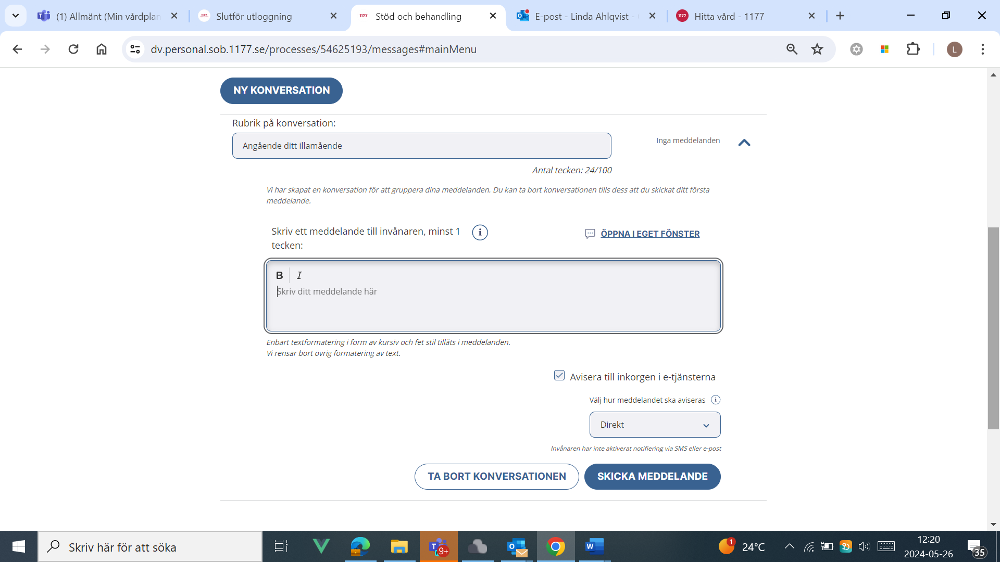 (1) Allmänt (Min vårdplan
Slutför utloggning
1177
Stöd och behandling
E-post - Linda Ahlqvist -
1177
Hitta vård - 1177
dv.personal.sob.1177.se/processes/54625193/messages#mainMenu
L
NY KONVERSATION
Rubrik på konversation:
Angående ditt illamående
Inga meddelanden
Antal tecken: 24/100
Vi har skapat en konversation för att gruppera dina meddelanden. Du kan ta bort konversationen tills dess att du skickat ditt första
meddelande.
Skriv ett meddelande till invånaren, minst 1
tecken:
i
ÖPPNA I EGET FÖNSTER
B I
Skriv ditt meddelande här
Enbart textformatering i form av kursiv och fet stil tillåts i meddelanden.
Vi rensar bort övrig formatering av text.
Avisera till inkorgen i e-tjänsterna
Välj hur meddelandet ska aviseras i
Direkt
Invånaren har inte aktiverat notifiering via SMS eller e-post
TA BORT KONVERSATIONEN
SKICKA MEDDELANDE
Skriv här för att söka
9+
1
24°C
12:20
2024-05-26
35